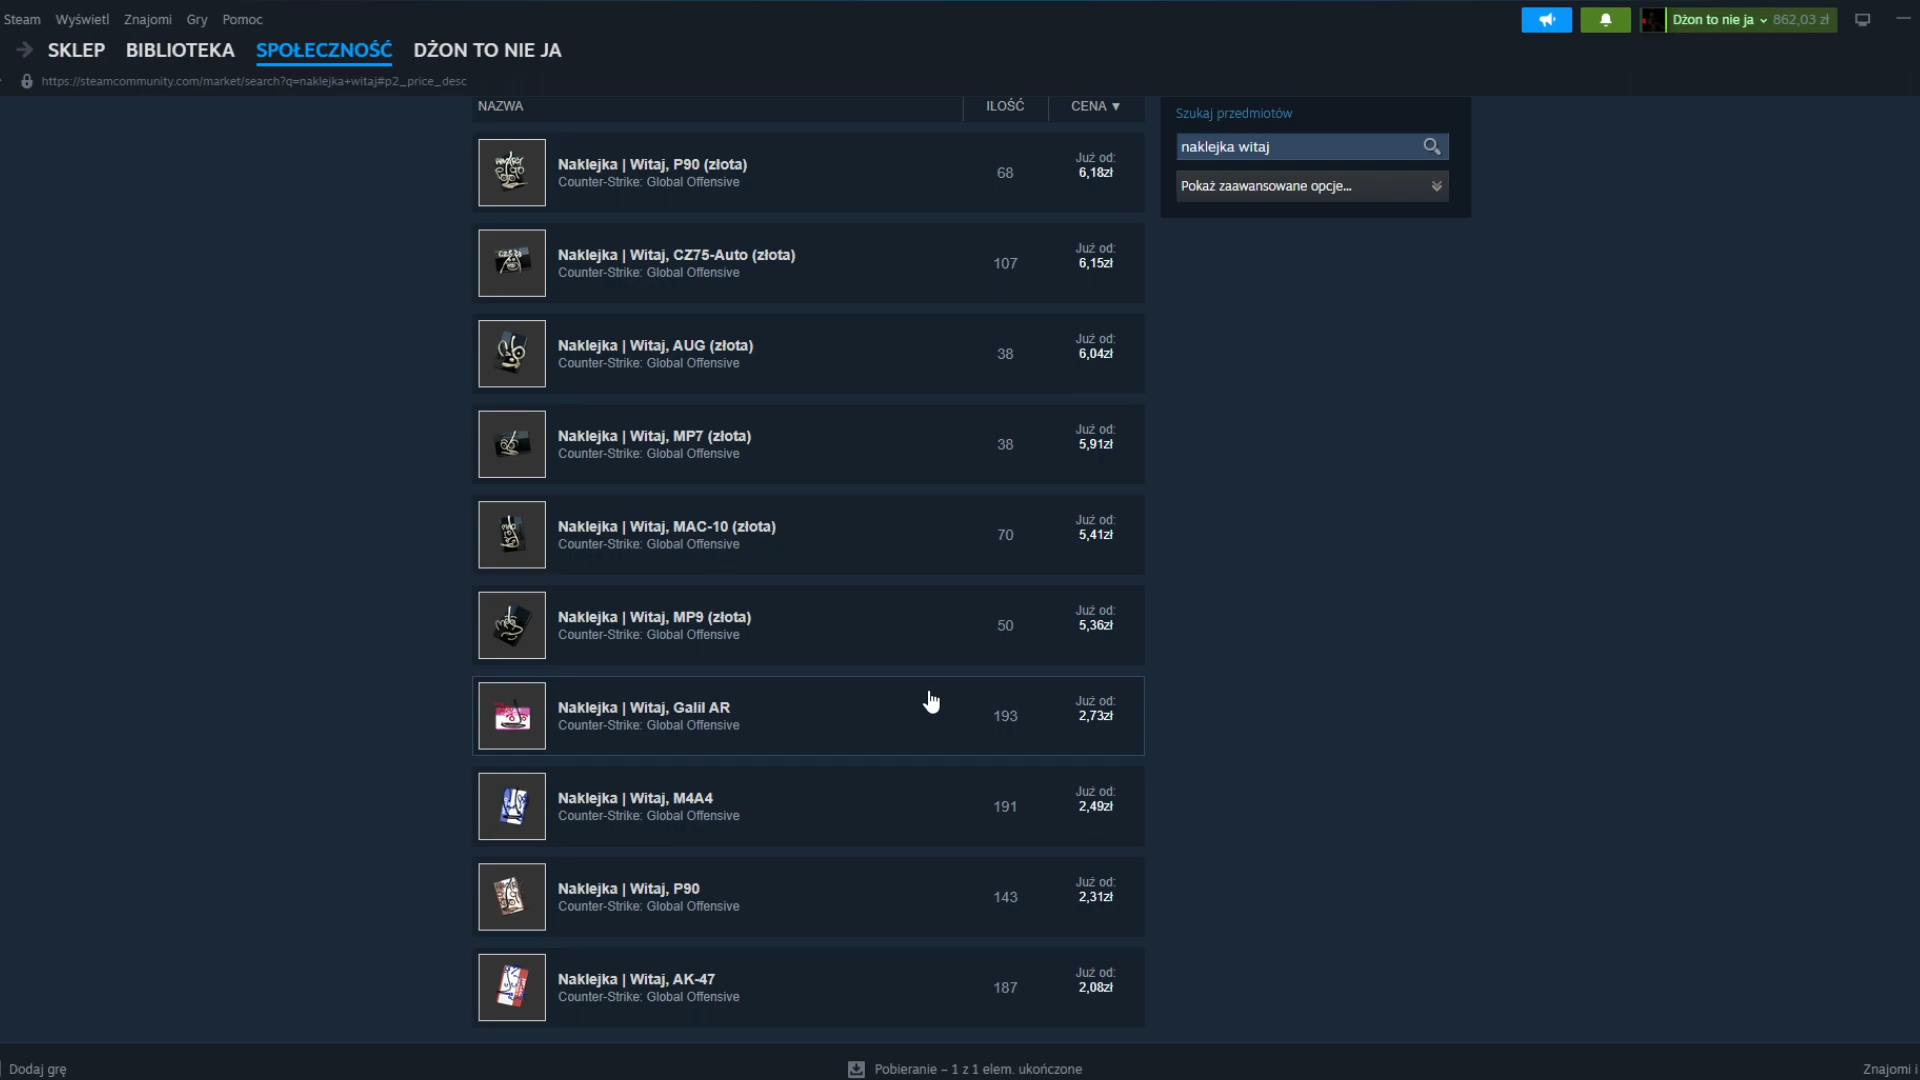 Steam Wyświetl Znajomi Gry Pomoc
Dżon to nie ja 862,03 zł
SKLEP BIBLIOTEKA SPOŁECZNOŚĆ DŻON TO NIE JA
https://steamcommunity.com/market/search?q=naklejka+witaj#p2_price_desc
NAZWA ILOŚĆ CENA ▼
Szukaj przedmiotów
naklejka witaj
Pokaż zaawansowane opcje...
Naklejka | Witaj, P90 (złota)
Counter-Strike: Global Offensive
68
Już od:
6,18zł
Naklejka | Witaj, CZ75-Auto (złota)
Counter-Strike: Global Offensive
107
Już od:
6,15zł
Naklejka | Witaj, AUG (złota)
Counter-Strike: Global Offensive
38
Już od:
6,04zł
Naklejka | Witaj, MP7 (złota)
Counter-Strike: Global Offensive
38
Już od:
5,91zł
Naklejka | Witaj, MAC-10 (złota)
Counter-Strike: Global Offensive
70
Już od:
5,41zł
Naklejka | Witaj, MP9 (złota)
Counter-Strike: Global Offensive
50
Już od:
5,36zł
Naklejka | Witaj, Galil AR
Counter-Strike: Global Offensive
193
Już od:
2,73zł
Naklejka | Witaj, M4A4
Counter-Strike: Global Offensive
191
Już od:
2,49zł
Naklejka | Witaj, P90
Counter-Strike: Global Offensive
143
Już od:
2,31zł
Naklejka | Witaj, AK-47
Counter-Strike: Global Offensive
187
Już od:
2,08zł
Dodaj grę
Pobieranie – 1 z 1 elem. ukończone
Znajomi i